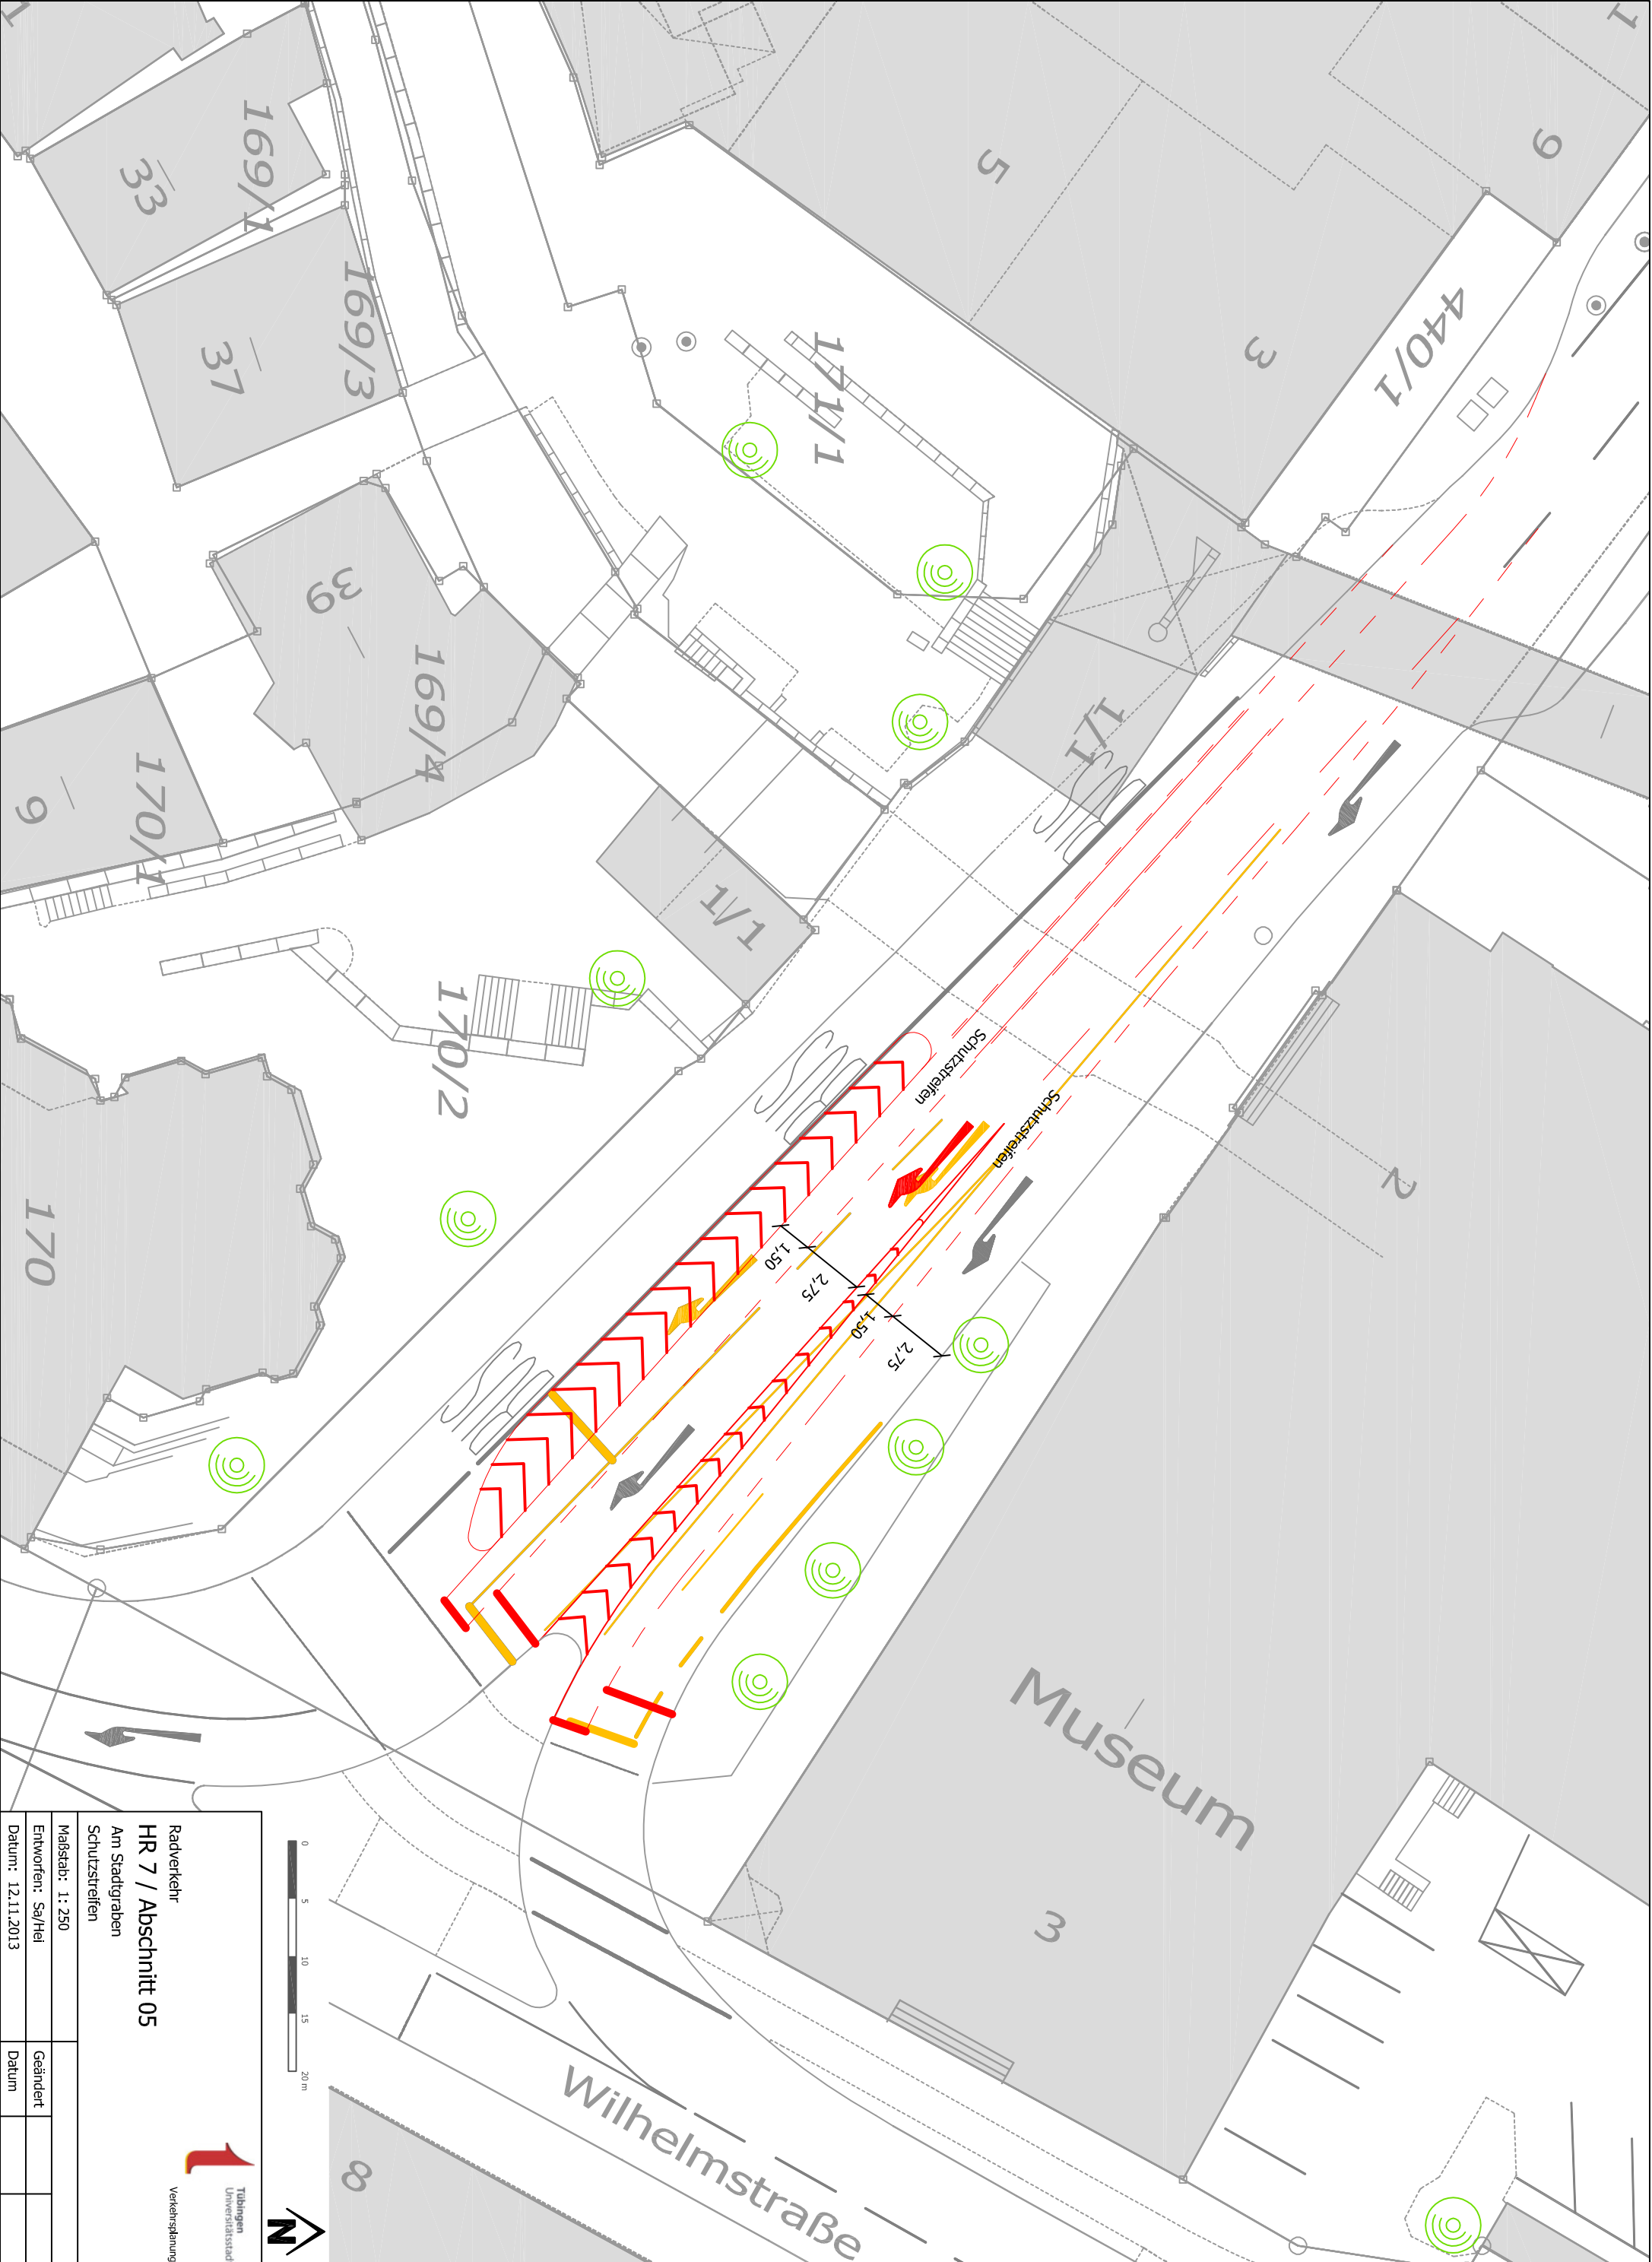 169/1
33
169/3
37
39
169/4
170/1
9
170/2
170
171/1
1/1
1/1
5
3
9
440/1
2
Museum
3
Wilhelmstraße
8
Schutzstreifen
Schutzstreifen
1,50
2,75
1,50
2,75
0
5
10
15
20 m
N
Radverkehr
HR 7 / Abschnitt 05
Am Stadtgraben
Schutzstreifen
Maßstab: 1: 250
Entworfen: Sa/Hei
Geändert
Datum: 12.11.2013
Datum
Tübingen
Verkehrsplanung